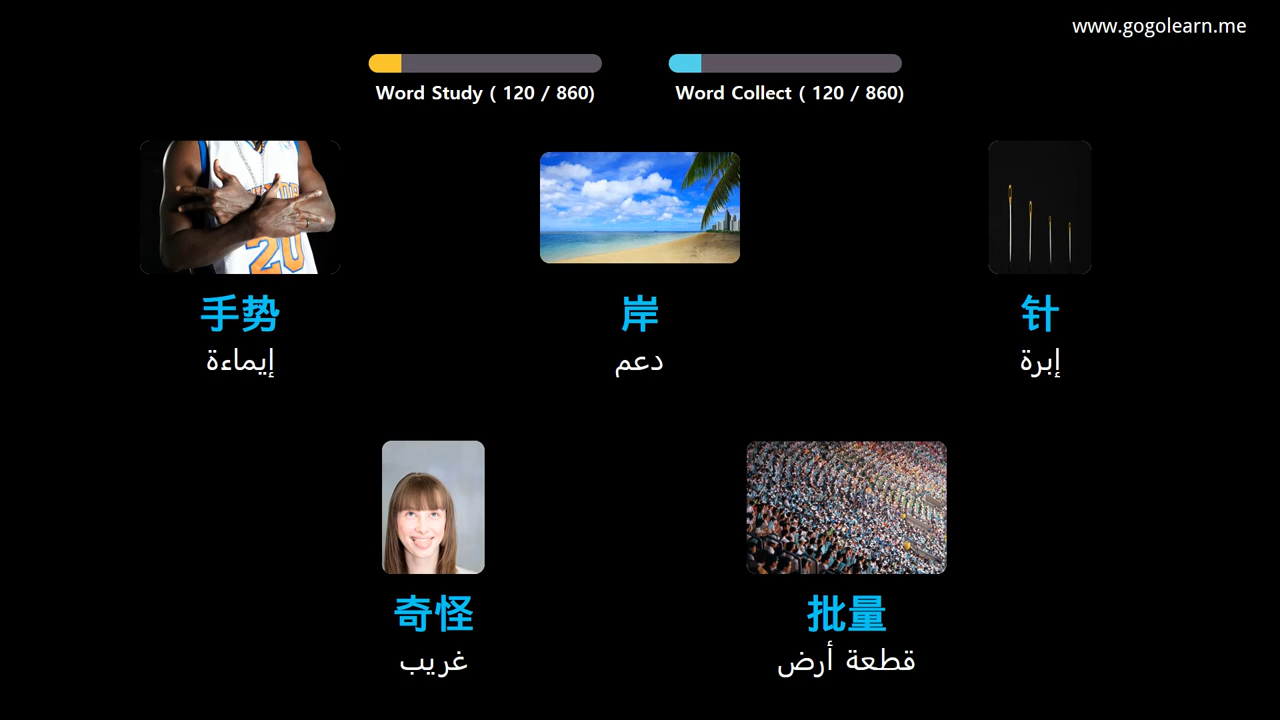 www.gogolearn.me
Word Study ( 120 / 860)
Word Collect ( 120 / 860)
20
手势
إيماءة
岸
دعم
针
إبرة
奇怪
غريب
批量
قطعة أرض